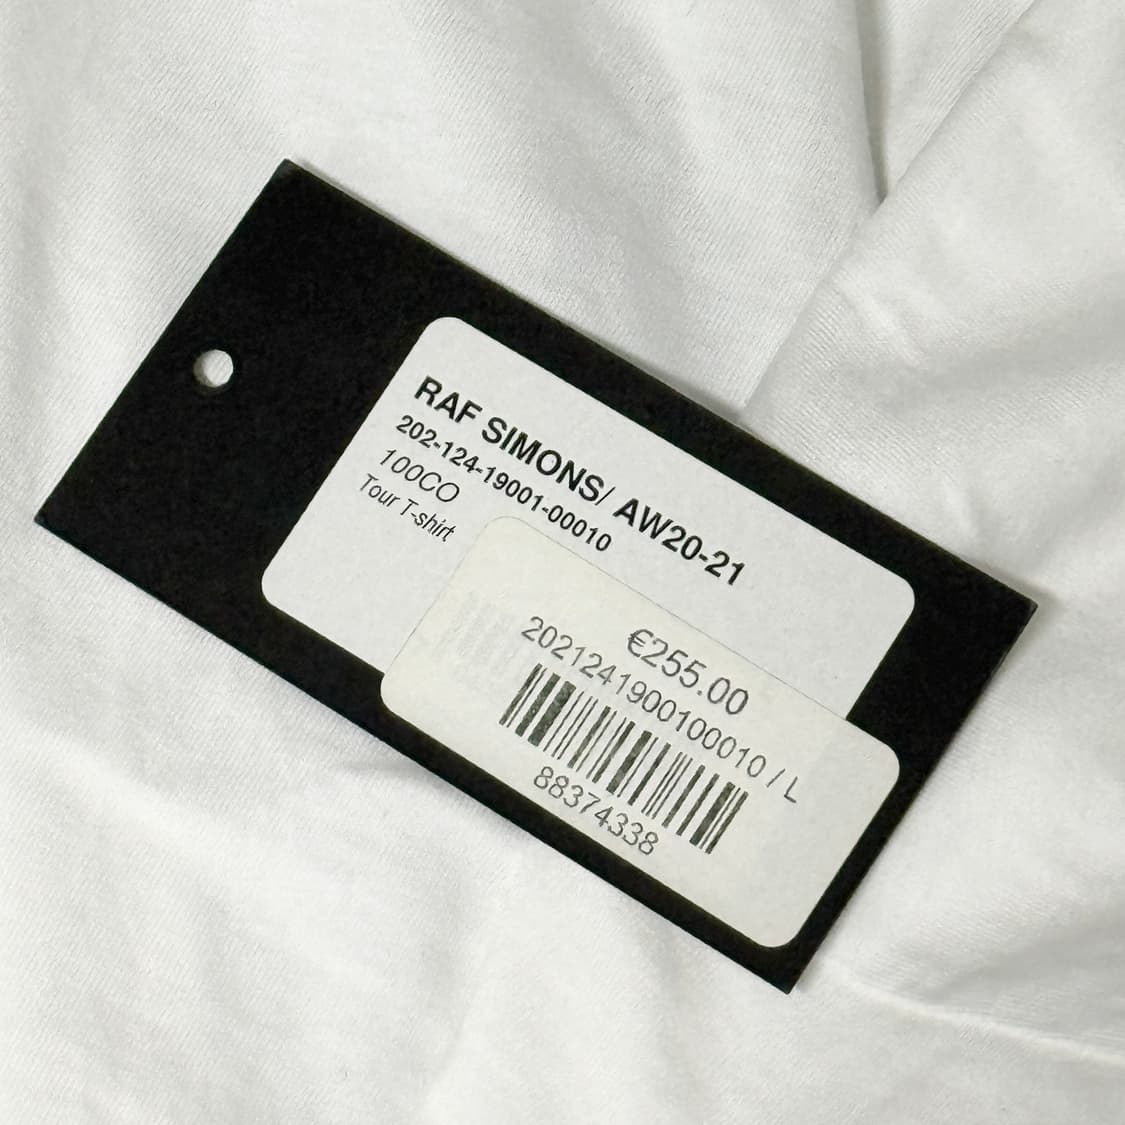 RAF SIMONS/ AW20-21
202-124-19001-00010
100CO
Tour T-shirt
€255.00
2021241900100010 / L
88374338